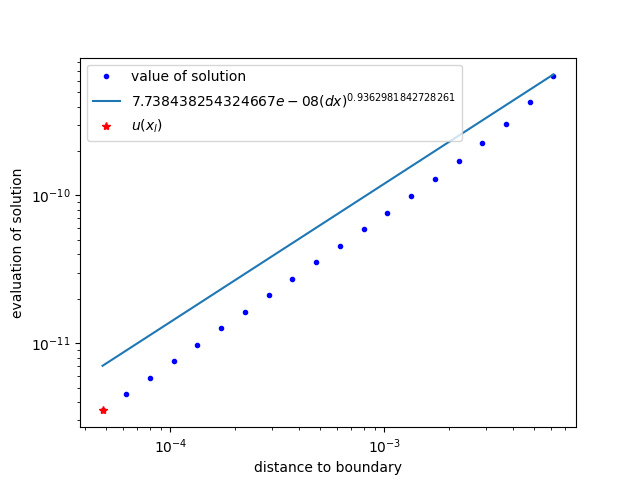 value of solution
7.738438254324667e − 08(dx)^0.9362981842728261
u(x_l)
10^−10
10^−11
evaluation of solution
10^−4
10^−3
distance to boundary